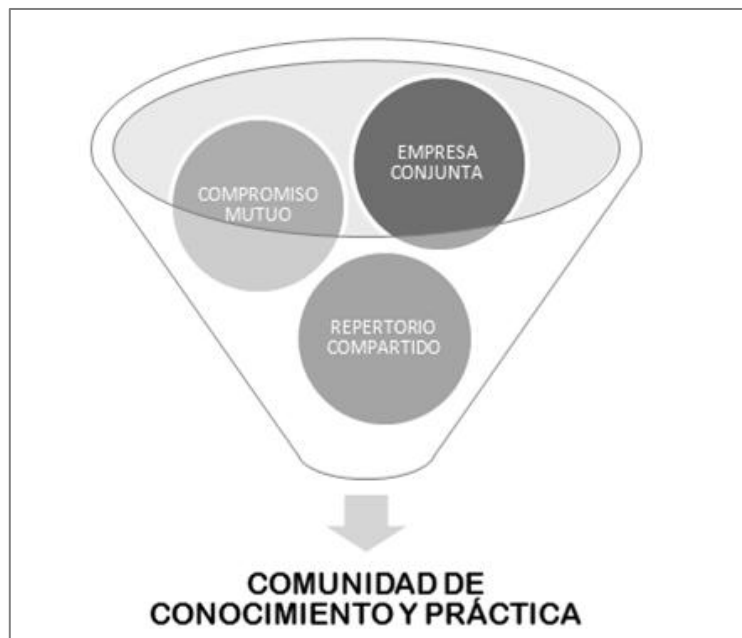 EMPRESA
CONJUNTA
COMPROMISO
MUTUO
REPERTORIO
COMPARTIDO
COMUNIDAD DE
CONOCIMIENTO Y PRÁCTICA